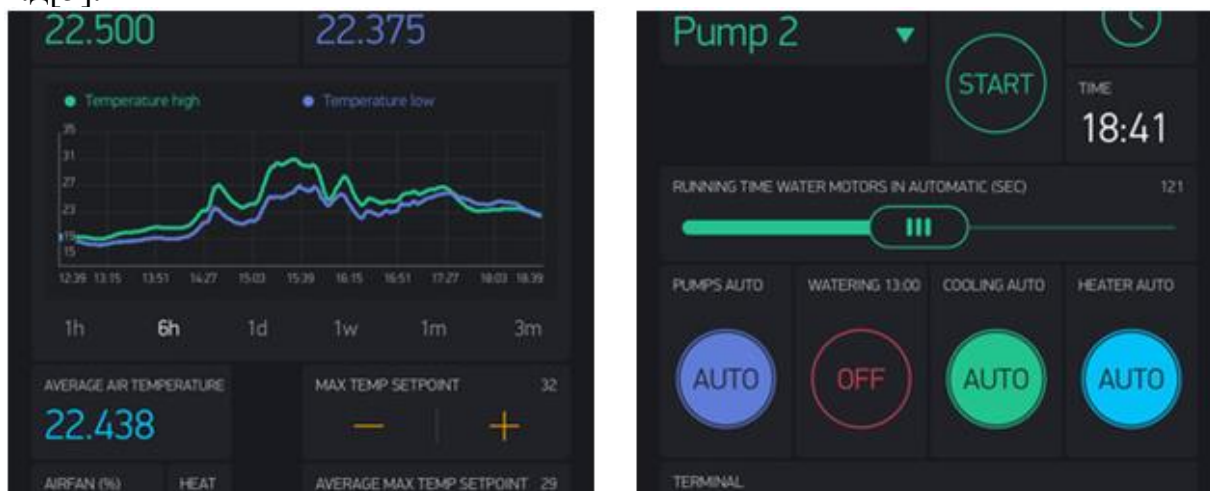 22.500 22.375
Temperature high Temperature low
35
31
27
23
19
15
12:39 13:15 13:51 14:27 15:03 15:39 16:15 16:51 17:27 18:03 18:39
1h 6h 1d 1w 1m 3m
AVERAGE AIR TEMPERATURE MAX TEMP SETPOINT 32
22.438 − +
AIRFAN (%) HEAT AVERAGE MAX TEMP SETPOINT 29
Pump 2
START
TIME
18:41
RUNNING TIME WATER MOTORS IN AUTOMATIC (SEC) 121
PUMPS AUTO WATERING 13:00 COOLING AUTO HEATER AUTO
AUTO OFF AUTO AUTO
TERMINAL